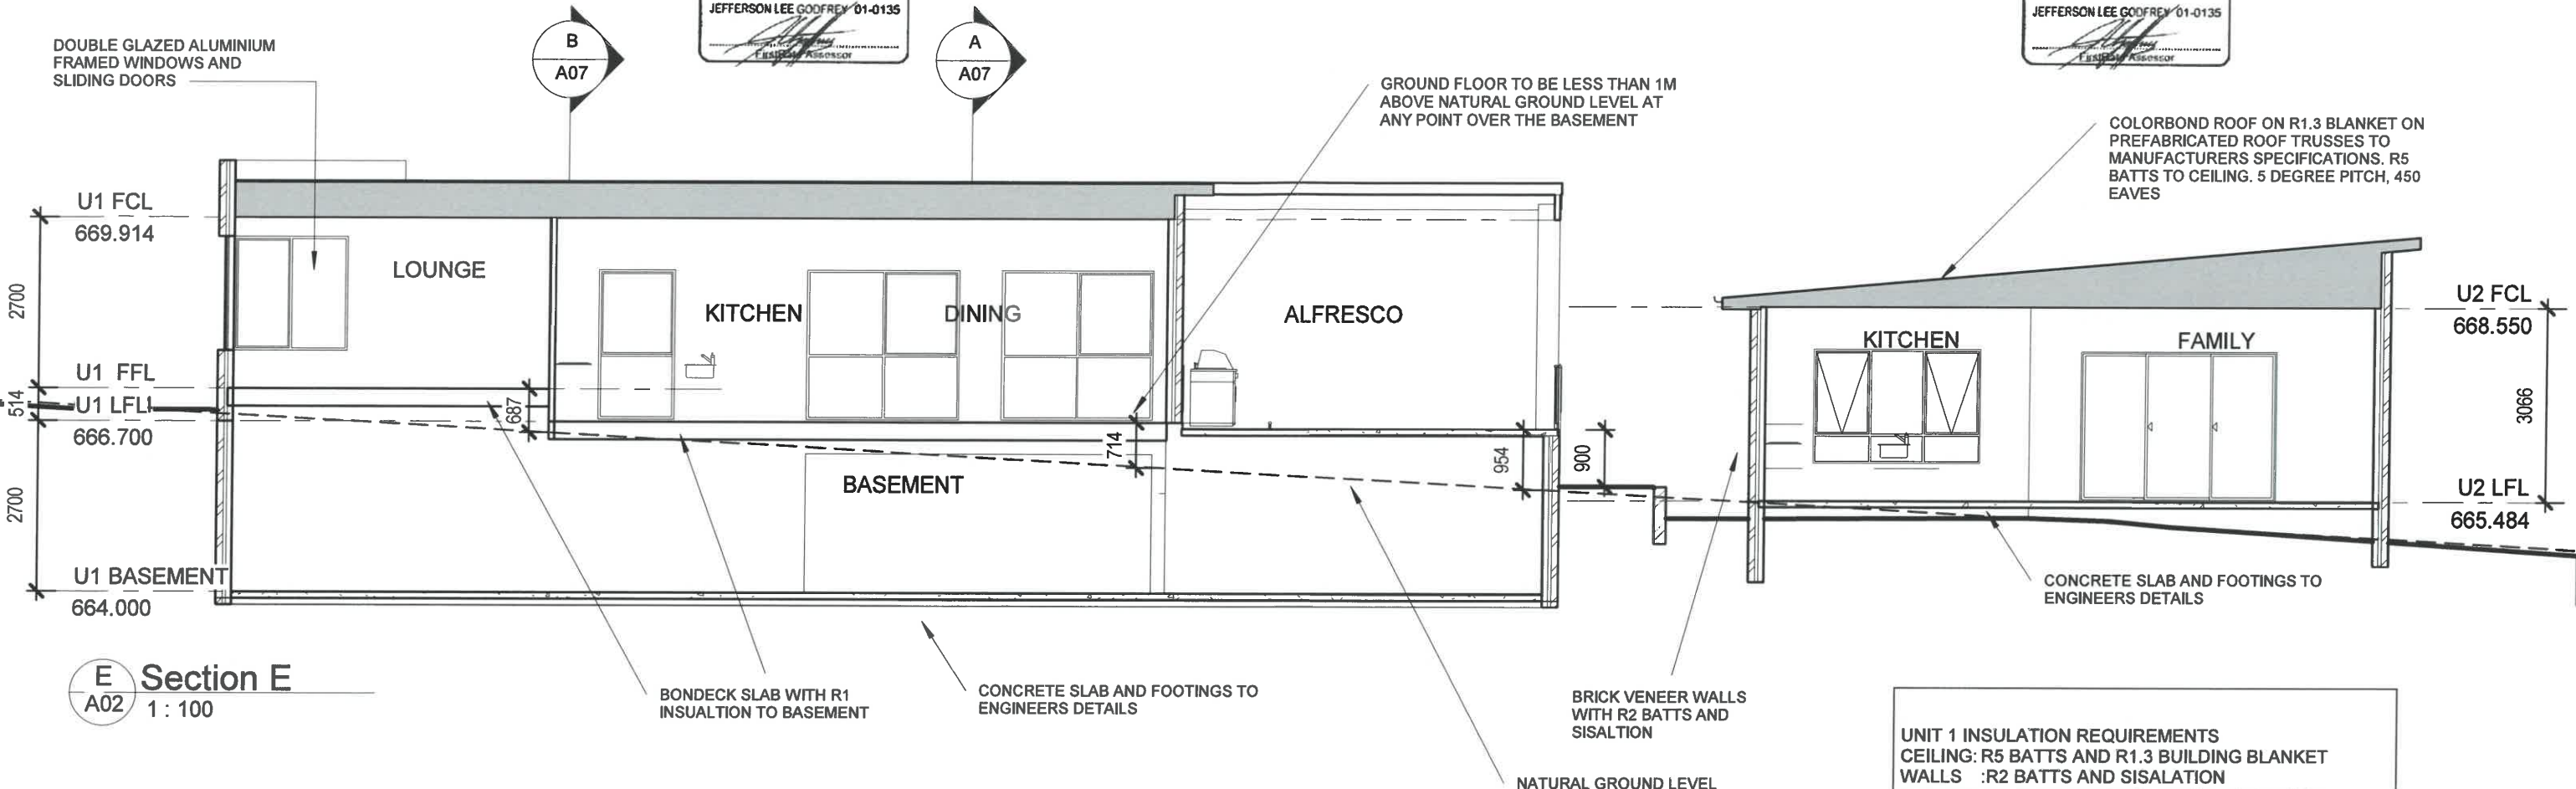 JEFFERSON LEE GODFREY 01-0135
FirstRate Assessor
JEFFERSON LEE GODFREY 01-0135
FirstRate Assessor
DOUBLE GLAZED ALUMINIUM
FRAMED WINDOWS AND
SLIDING DOORS
B
A07
A
A07
GROUND FLOOR TO BE LESS THAN 1M
ABOVE NATURAL GROUND LEVEL AT
ANY POINT OVER THE BASEMENT
COLORBOND ROOF ON R1.3 BLANKET ON
PREFABRICATED ROOF TRUSSES TO
MANUFACTURERS SPECIFICATIONS. R5
BATTS TO CEILING. 5 DEGREE PITCH, 450
EAVES
U1 FCL
669.914
2700
U1 FFL
514
U1 LFL
666.700
2700
U1 BASEMENT
664.000
LOUNGE
KITCHEN
DINING
ALFRESCO
687
714
954
900
BASEMENT
KITCHEN
FAMILY
U2 FCL
668.550
3066
U2 LFL
665.484
CONCRETE SLAB AND FOOTINGS TO
ENGINEERS DETAILS
E
A02
Section E
1 : 100
BONDECK SLAB WITH R1
INSUALTION TO BASEMENT
CONCRETE SLAB AND FOOTINGS TO
ENGINEERS DETAILS
BRICK VENEER WALLS
WITH R2 BATTS AND
SISALTION
NATURAL GROUND LEVEL
UNIT 1 INSULATION REQUIREMENTS
CEILING: R5 BATTS AND R1.3 BUILDING BLANKET
WALLS :R2 BATTS AND SISALATION